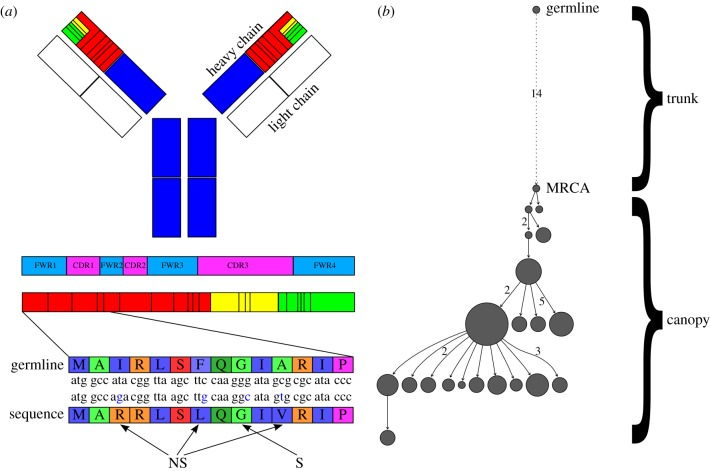 (a)
heavy chain
light chain
FWR1 CDR1 FWR2 CDR2 FWR3 CDR3 FWR4
germline M A I R L S F Q G I A R I P
atg gcc ata cgg tta agc ttc caa ggg ata gcg cgc ata ccc
atg gcc aga cgg tta agc ttg caa ggc ata gtg cgc ata ccc
sequence M A R R L S L Q G I V R I P
NS S
(b)
germline
14
trunk
MRCA
2
2 5
canopy
2 3